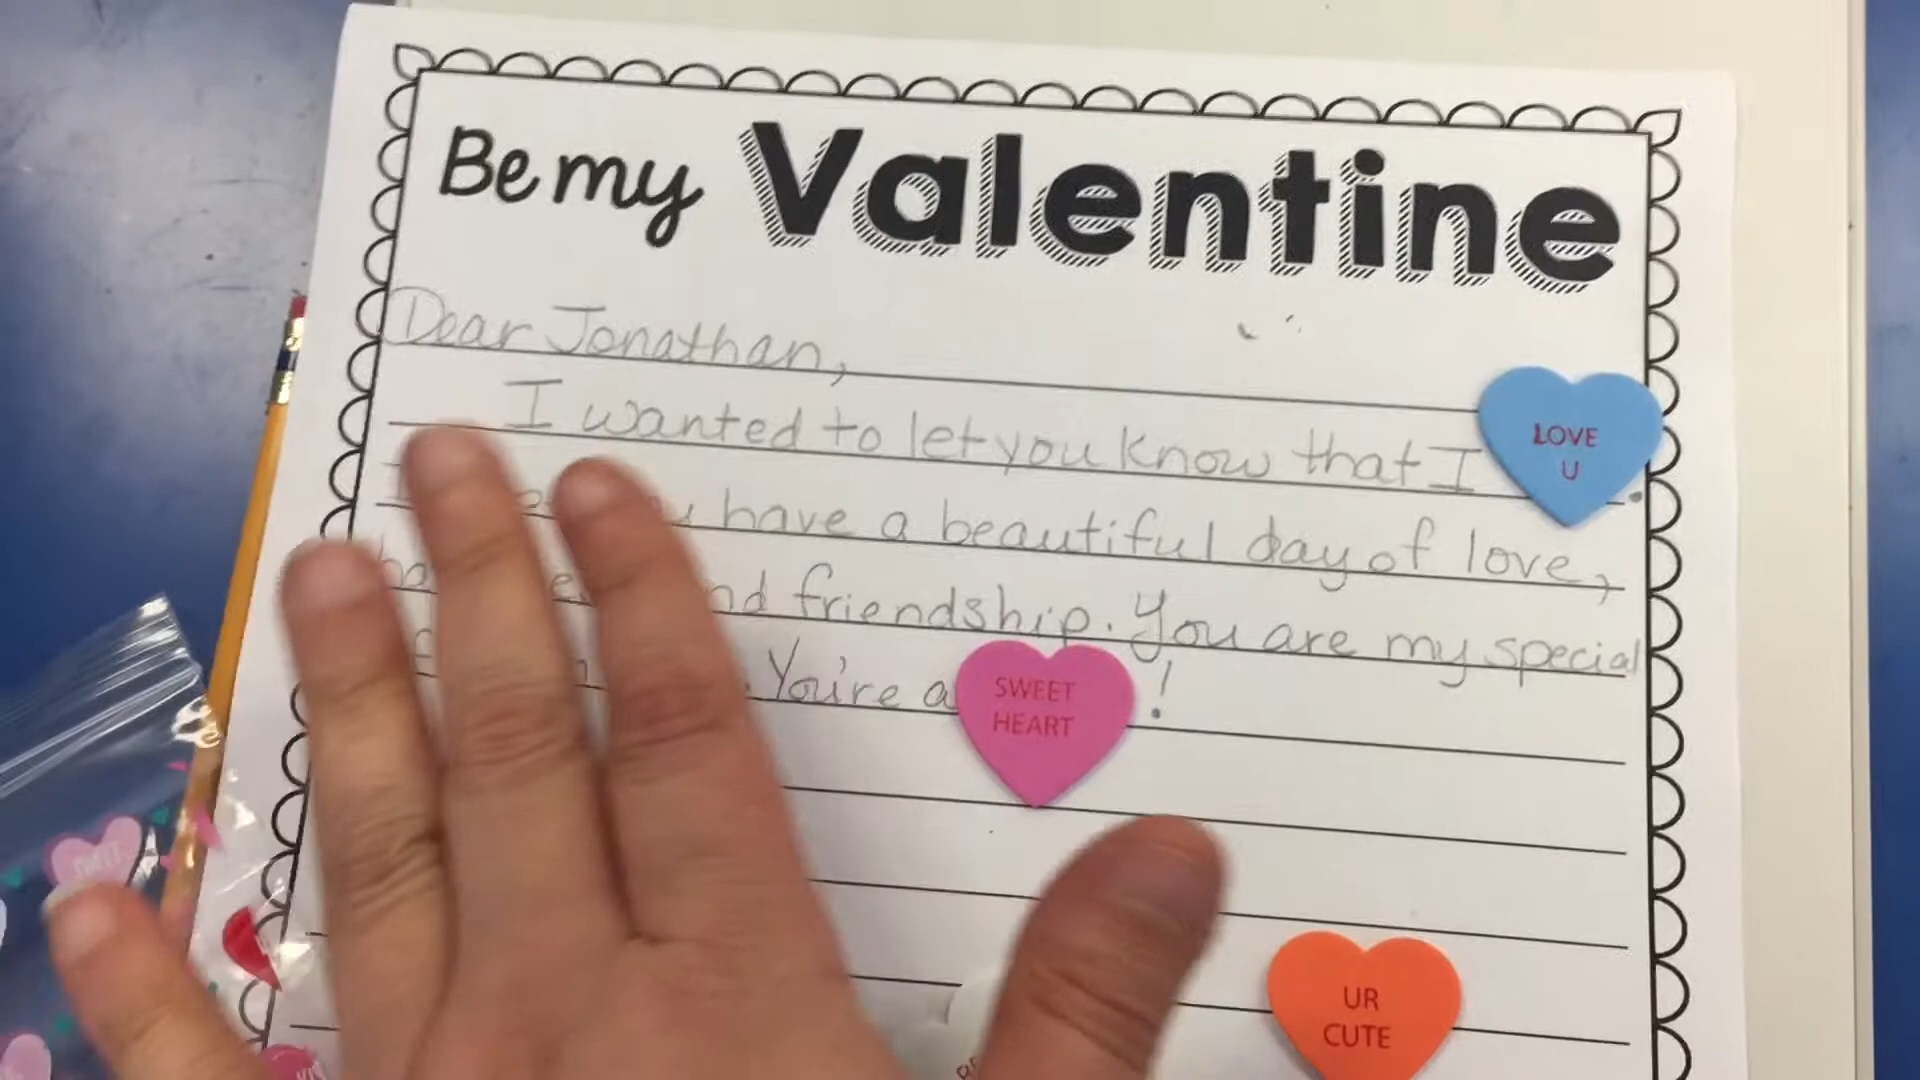 Be my Valentine
Dear Jonathan,
I wanted to let you know that I LOVE U.
have a beautiful day of love,
friendship. You are my special
You're a SWEET HEART!
UR
CUTE